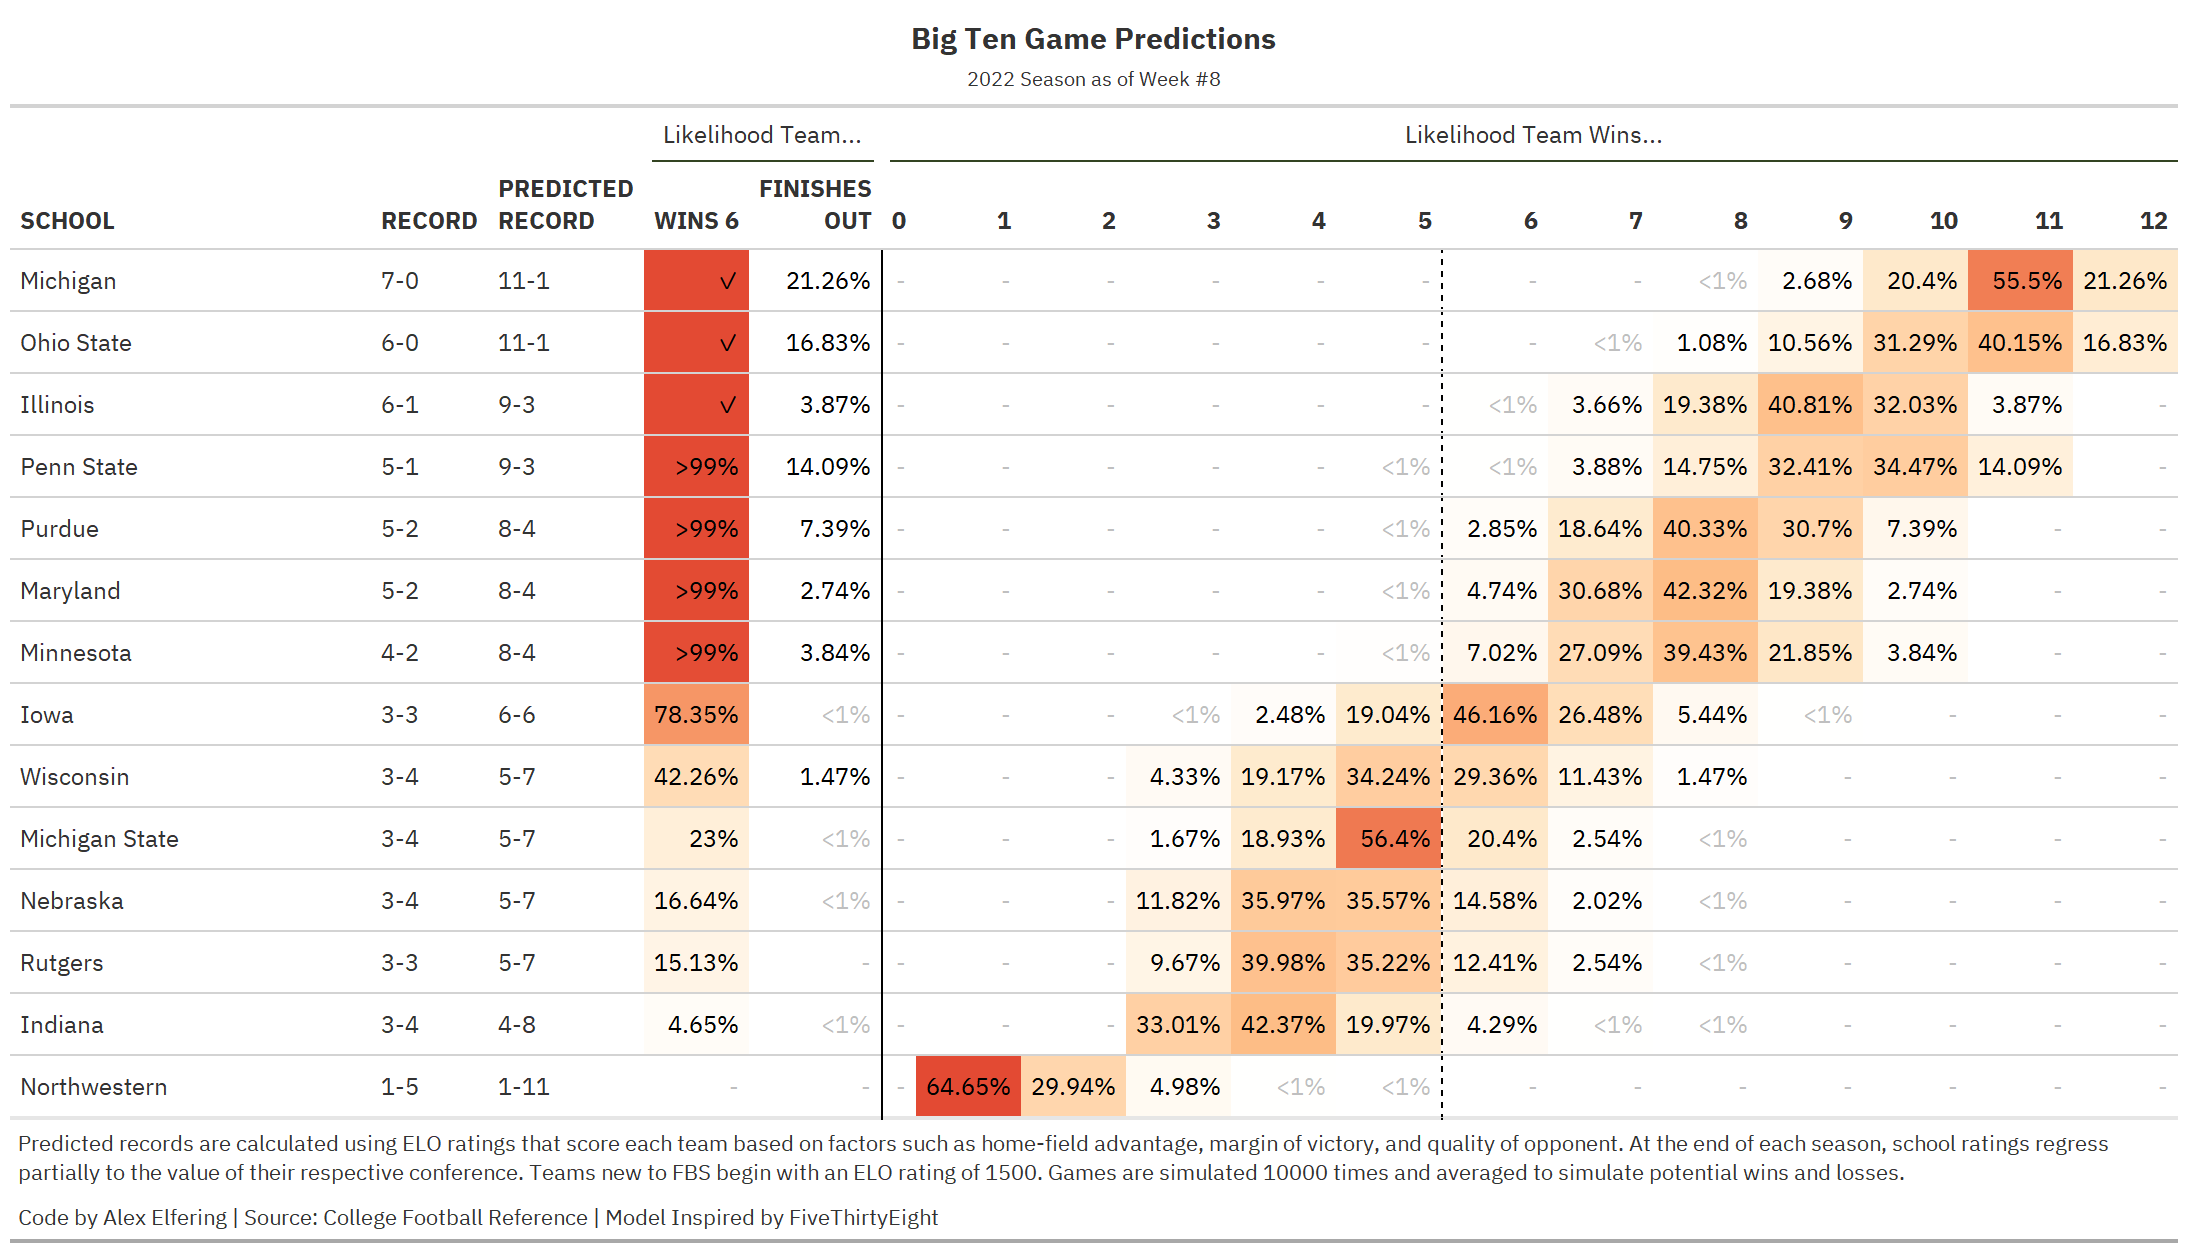 Big Ten Game Predictions
2022 Season as of Week #8
Likelihood Team... Likelihood Team Wins...
SCHOOL RECORD PREDICTED RECORD WINS 6 FINISHES OUT 0 1 2 3 4 5 6 7 8 9 10 11 12
Michigan 7-0 11-1 ✓ 21.26% - - - - - - - - <1% 2.68% 20.4% 55.5% 21.26%
Ohio State 6-0 11-1 ✓ 16.83% - - - - - - - <1% 1.08% 10.56% 31.29% 40.15% 16.83%
Illinois 6-1 9-3 ✓ 3.87% - - - - - - <1% 3.66% 19.38% 40.81% 32.03% 3.87% -
Penn State 5-1 9-3 >99% 14.09% - - - - - <1% <1% 3.88% 14.75% 32.41% 34.47% 14.09% -
Purdue 5-2 8-4 >99% 7.39% - - - - - <1% 2.85% 18.64% 40.33% 30.7% 7.39% - -
Maryland 5-2 8-4 >99% 2.74% - - - - - <1% 4.74% 30.68% 42.32% 19.38% 2.74% - -
Minnesota 4-2 8-4 >99% 3.84% - - - - - <1% 7.02% 27.09% 39.43% 21.85% 3.84% - -
Iowa 3-3 6-6 78.35% <1% - - - <1% 2.48% 19.04% 46.16% 26.48% 5.44% <1% - - -
Wisconsin 3-4 5-7 42.26% 1.47% - - - 4.33% 19.17% 34.24% 29.36% 11.43% 1.47% - - - -
Michigan State 3-4 5-7 23% <1% - - - 1.67% 18.93% 56.4% 20.4% 2.54% <1% - - - -
Nebraska 3-4 5-7 16.64% <1% - - - 11.82% 35.97% 35.57% 14.58% 2.02% <1% - - - -
Rutgers 3-3 5-7 15.13% - - - - 9.67% 39.98% 35.22% 12.41% 2.54% <1% - - - -
Indiana 3-4 4-8 4.65% <1% - - - 33.01% 42.37% 19.97% 4.29% <1% <1% - - - -
Northwestern 1-5 1-11 - - - 64.65% 29.94% 4.98% <1% <1% - - - - - - -
Predicted records are calculated using ELO ratings that score each team based on factors such as home-field advantage, margin of victory, and quality of opponent. At the end of each season, school ratings regress
partially to the value of their respective conference. Teams new to FBS begin with an ELO rating of 1500. Games are simulated 10000 times and averaged to simulate potential wins and losses.
Code by Alex Elfering | Source: College Football Reference | Model Inspired by FiveThirtyEight